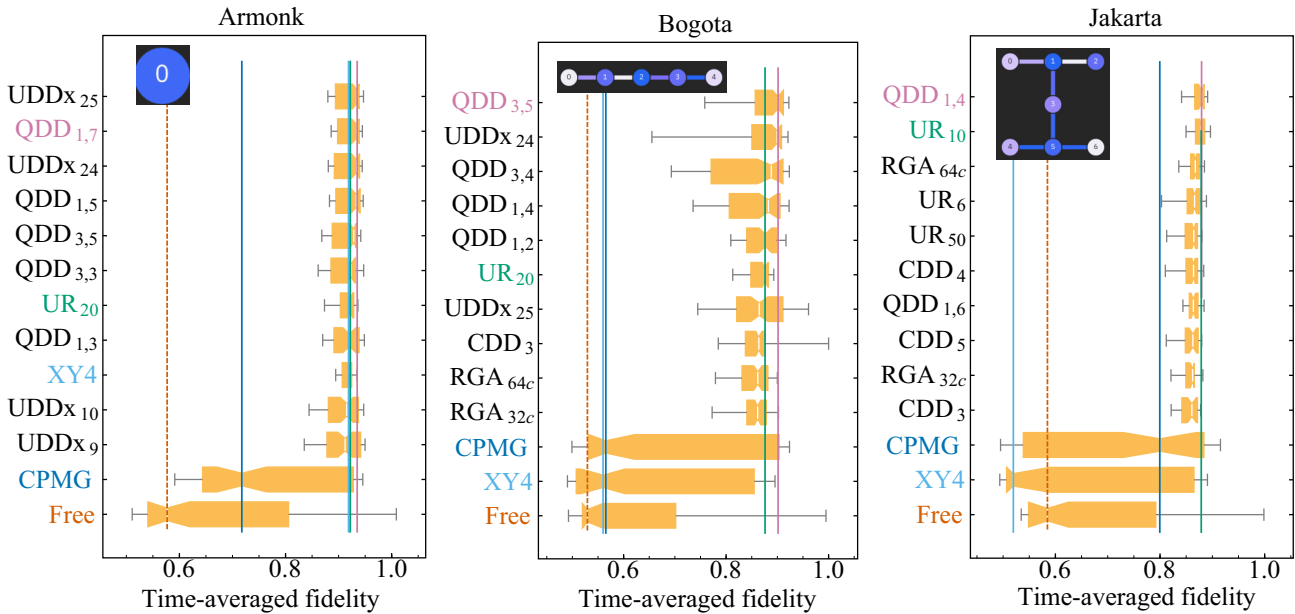 Armonk
0
UDDx 25
QDD 1,7
UDDx 24
QDD 1,5
QDD 3,5
QDD 3,3
UR 20
QDD 1,3
XY4
UDDx 10
UDDx 9
CPMG
Free
0.6 0.8 1.0
Time-averaged fidelity
Bogota
0 1 2 3 4
QDD 3,5
UDDx 24
QDD 3,4
QDD 1,4
QDD 1,2
UR 20
UDDx 25
CDD 3
RGA 64c
RGA 32c
CPMG
XY4
Free
0.6 0.8 1.0
Time-averaged fidelity
Jakarta
0 1 2
3
4 5 6
QDD 1,4
UR 10
RGA 64c
UR 6
UR 50
CDD 4
QDD 1,6
CDD 5
RGA 32c
CDD 3
CPMG
XY4
Free
0.6 0.8 1.0
Time-averaged fidelity